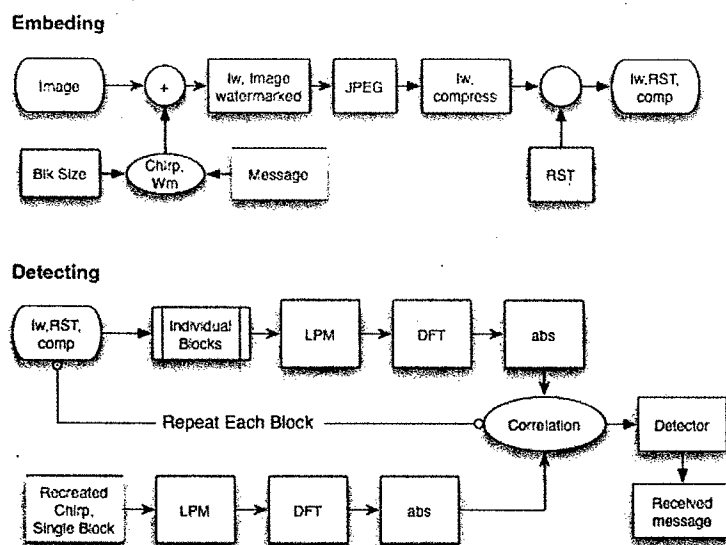 Embeding
Image
+
Iw, Image
watermarked
JPEG
Iw,
compress
Iw,RST,
comp
Blk Size
Chirp,
Wm
Message
RST
Detecting
Iw,RST,
comp
Individual
Blocks
LPM
DFT
abs
Repeat Each Block
Correlation
Detector
Recreated
Chirp,
Single Block
LPM
DFT
abs
Received
message